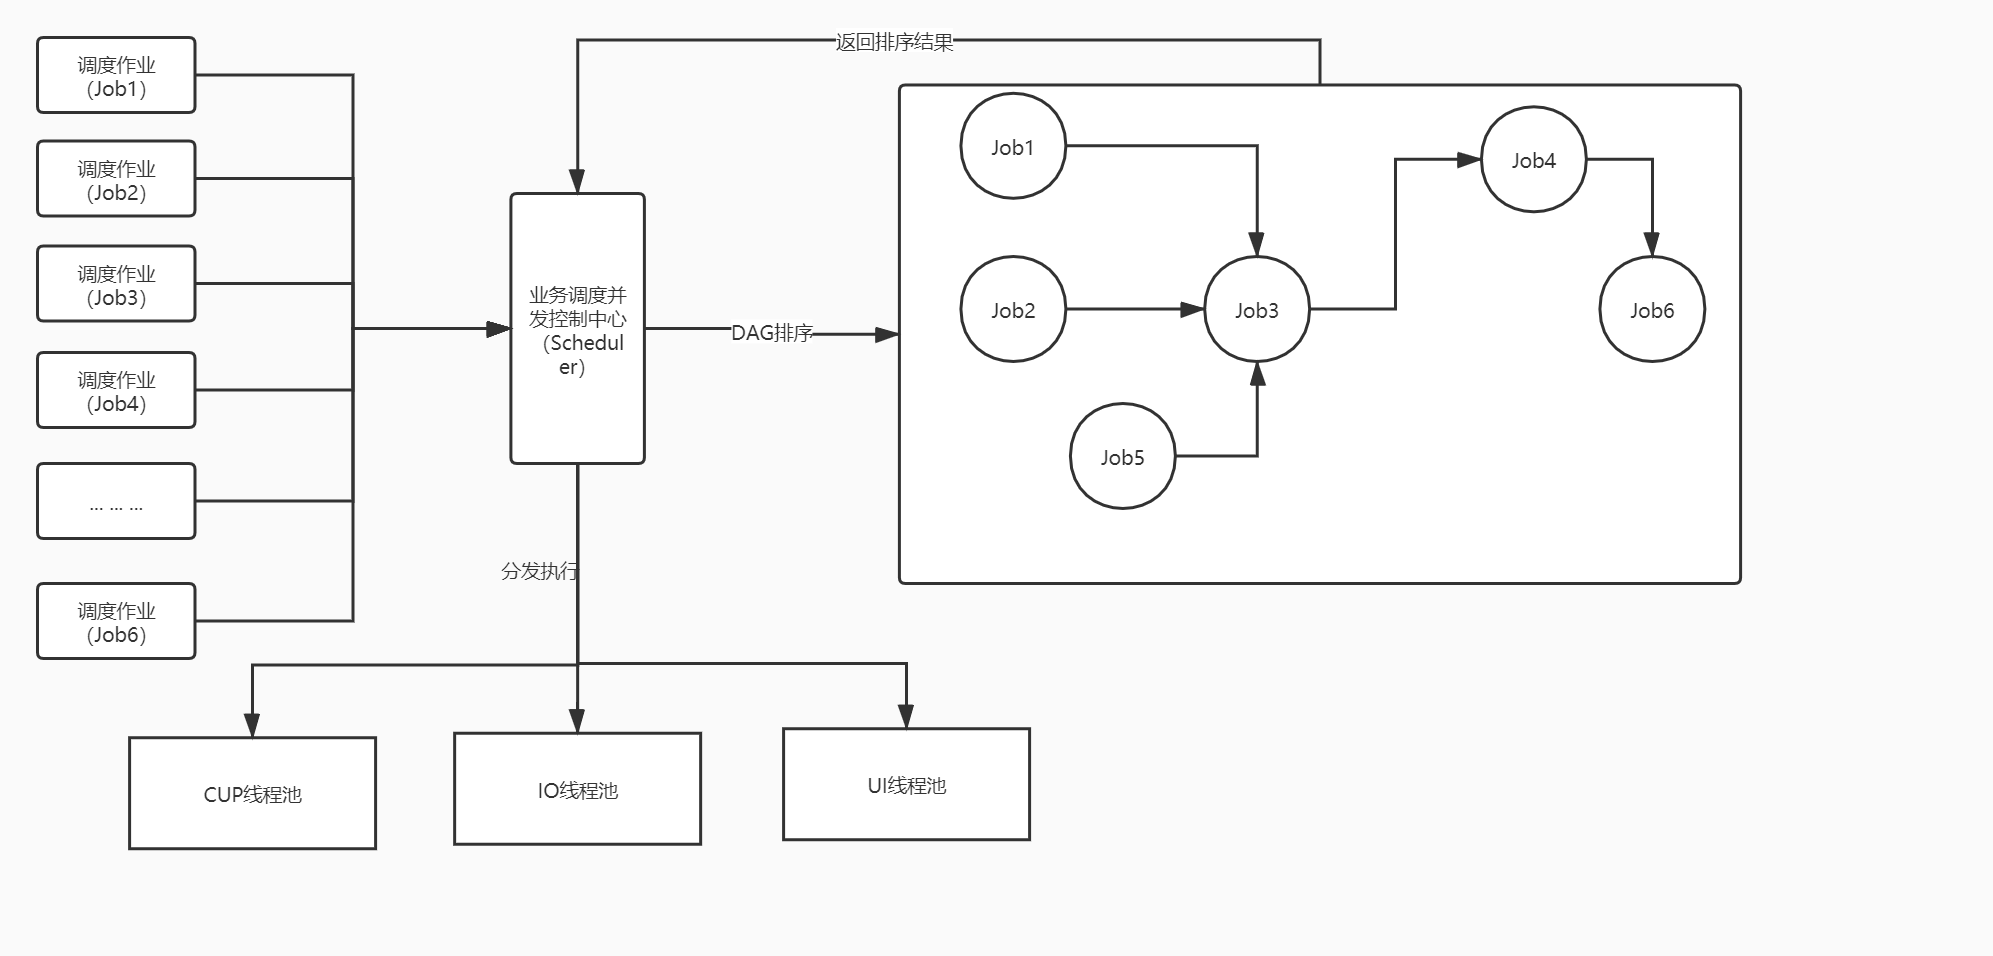 返回排序结果
调度作业
（Job1）
调度作业
（Job2）
调度作业
（Job3）
调度作业
（Job4）
... ... ...
调度作业
（Job6）
业务调度并
发控制中心
（Schedul
er）
DAG排序
Job1
Job4
Job2
Job3
Job6
Job5
分发执行
CUP线程池
IO线程池
UI线程池